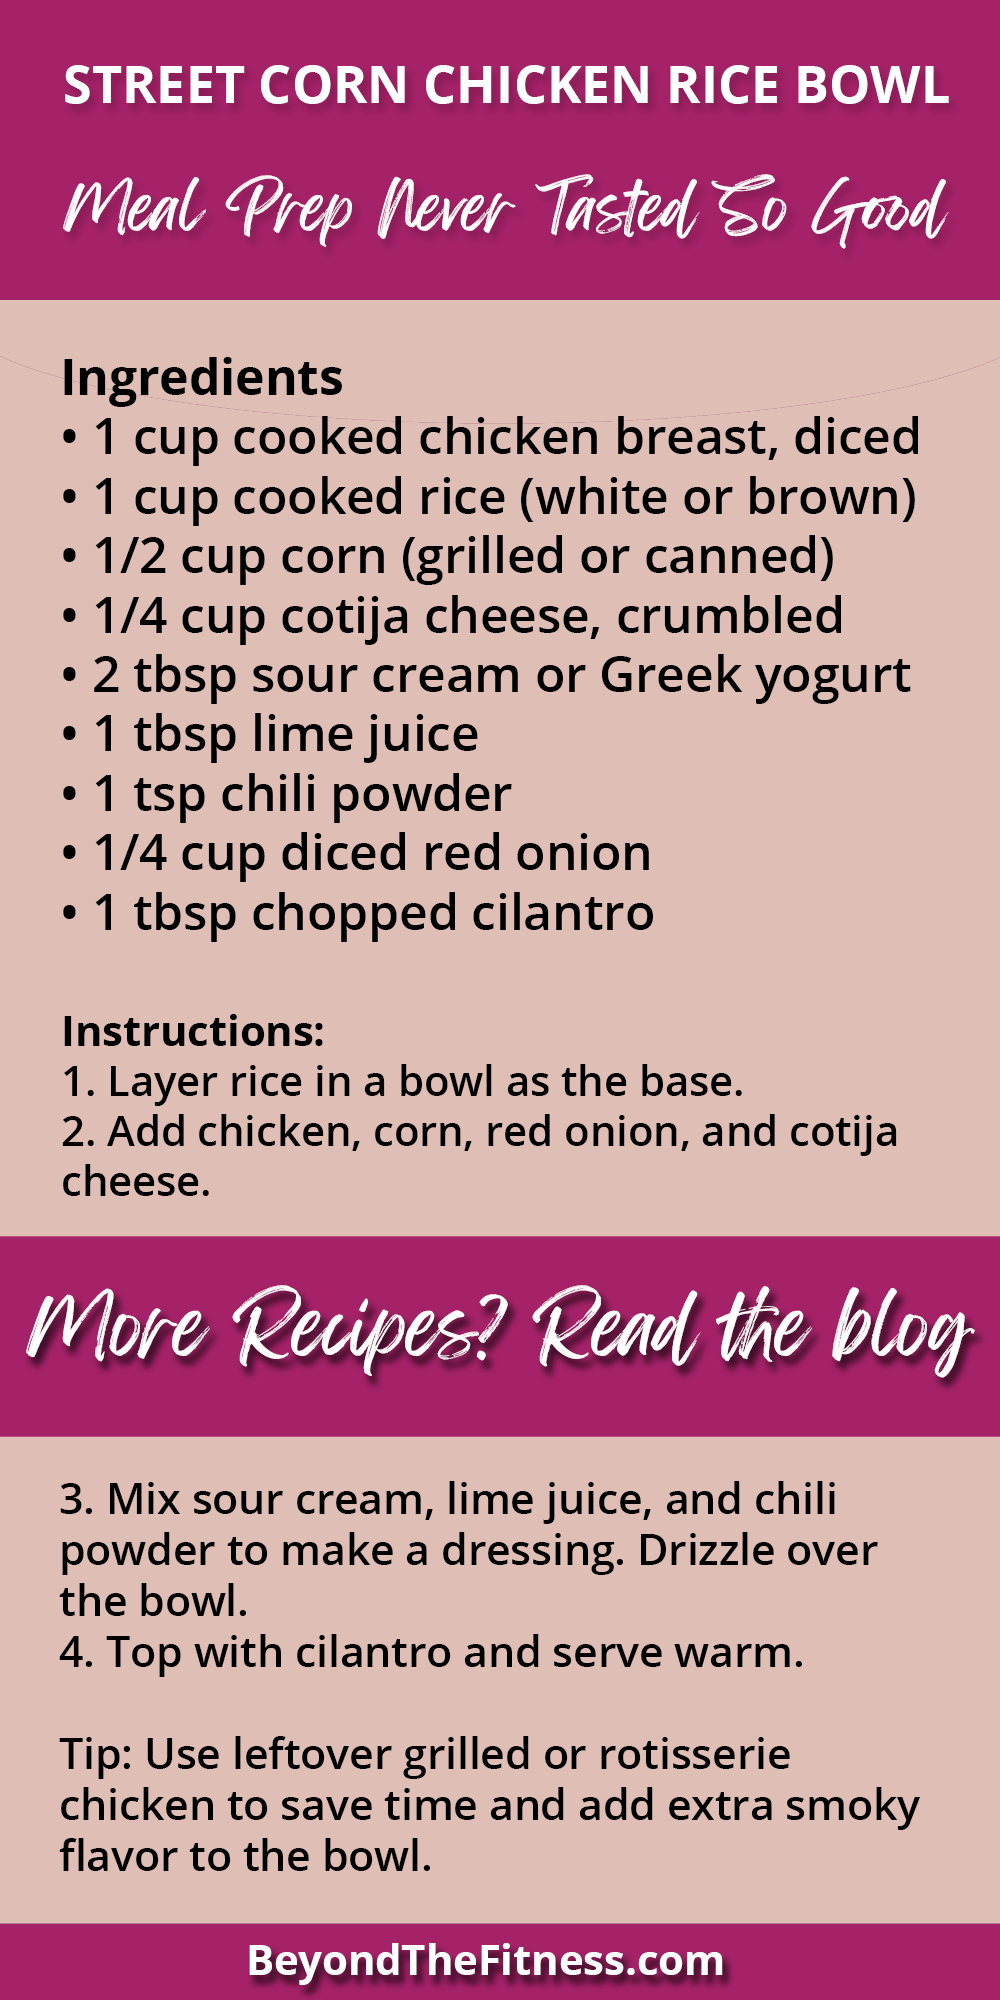 STREET CORN CHICKEN RICE BOWL
Meal Prep Never Tasted So Good
Ingredients
• 1 cup cooked chicken breast, diced
• 1 cup cooked rice (white or brown)
• 1/2 cup corn (grilled or canned)
• 1/4 cup cotija cheese, crumbled
• 2 tbsp sour cream or Greek yogurt
• 1 tbsp lime juice
• 1 tsp chili powder
• 1/4 cup diced red onion
• 1 tbsp chopped cilantro
Instructions:
1. Layer rice in a bowl as the base.
2. Add chicken, corn, red onion, and cotija
cheese.
More Recipes? Read the blog
3. Mix sour cream, lime juice, and chili
powder to make a dressing. Drizzle over
the bowl.
4. Top with cilantro and serve warm.
Tip: Use leftover grilled or rotisserie
chicken to save time and add extra smoky
flavor to the bowl.
BeyondTheFitness.com